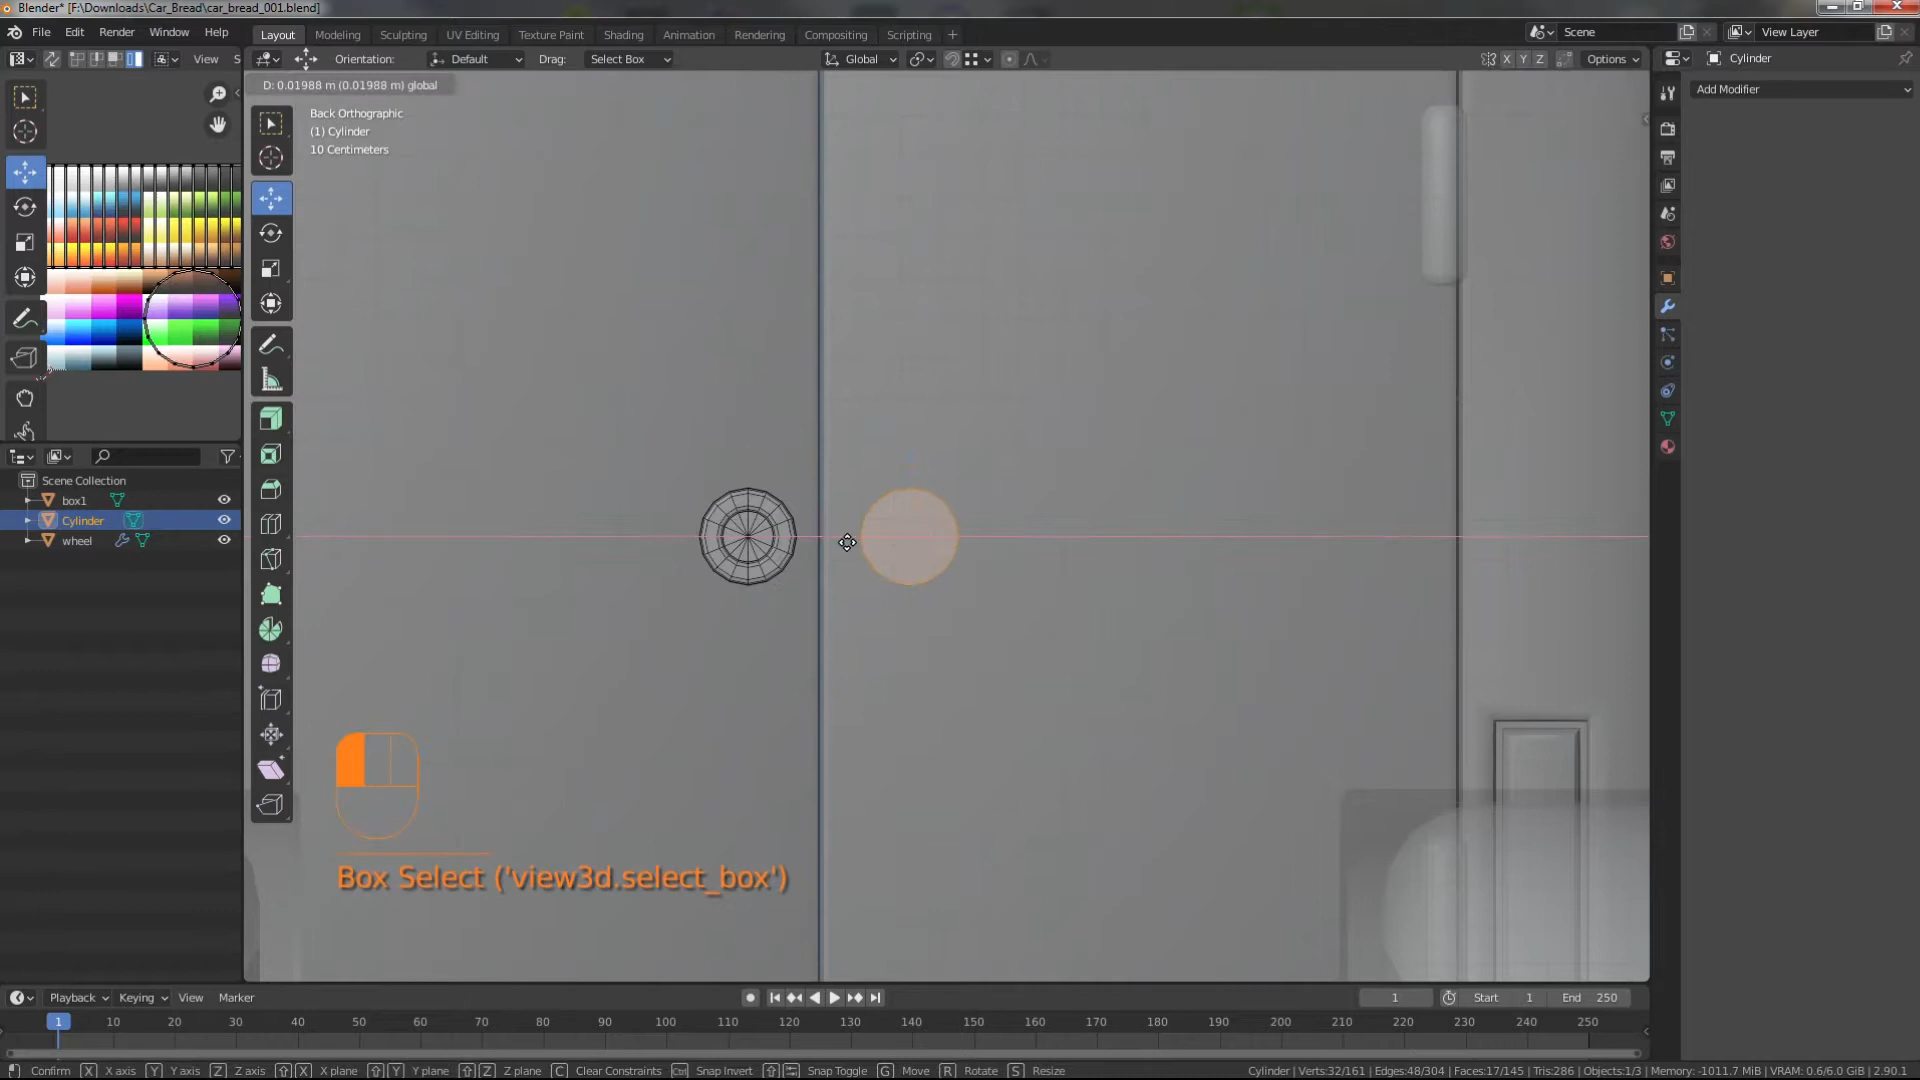 Blender* [F:\Downloads\Car_Bread\car_bread_001.blend]
File Edit Render Window Help
Layout Modeling Sculpting UV Editing Texture Paint Shading Animation Rendering Compositing Scripting +
Scene
View Layer
View S
Orientation: Default Drag: Select Box
Global
X Y Z Options
Cylinder
Add Modifier
D: 0.01988 m (0.01988 m) global
Back Orthographic
(1) Cylinder
10 Centimeters
Scene Collection
box1
Cylinder
wheel
Box Select ('view3d.select_box')
Playback Keying View Marker
1 Start 1 End 250
1 10 20 30 40 50 60 70 80 90 100 110 120 130 140 150 160 170 180 190 200 210 220 230 240 250
Confirm X X axis Y Y axis Z Z axis X X plane Y Y plane Z Z plane C Clear Constraints Ctrl Snap Invert Snap Toggle G Move R Rotate S Resize
Cylinder | Verts:32/161 | Edges:48/304 | Faces:17/145 | Tris:286 | Objects:1/3 | Memory: -1011.7 MiB | VRAM: 0.6/6.0 GiB | 2.90.1